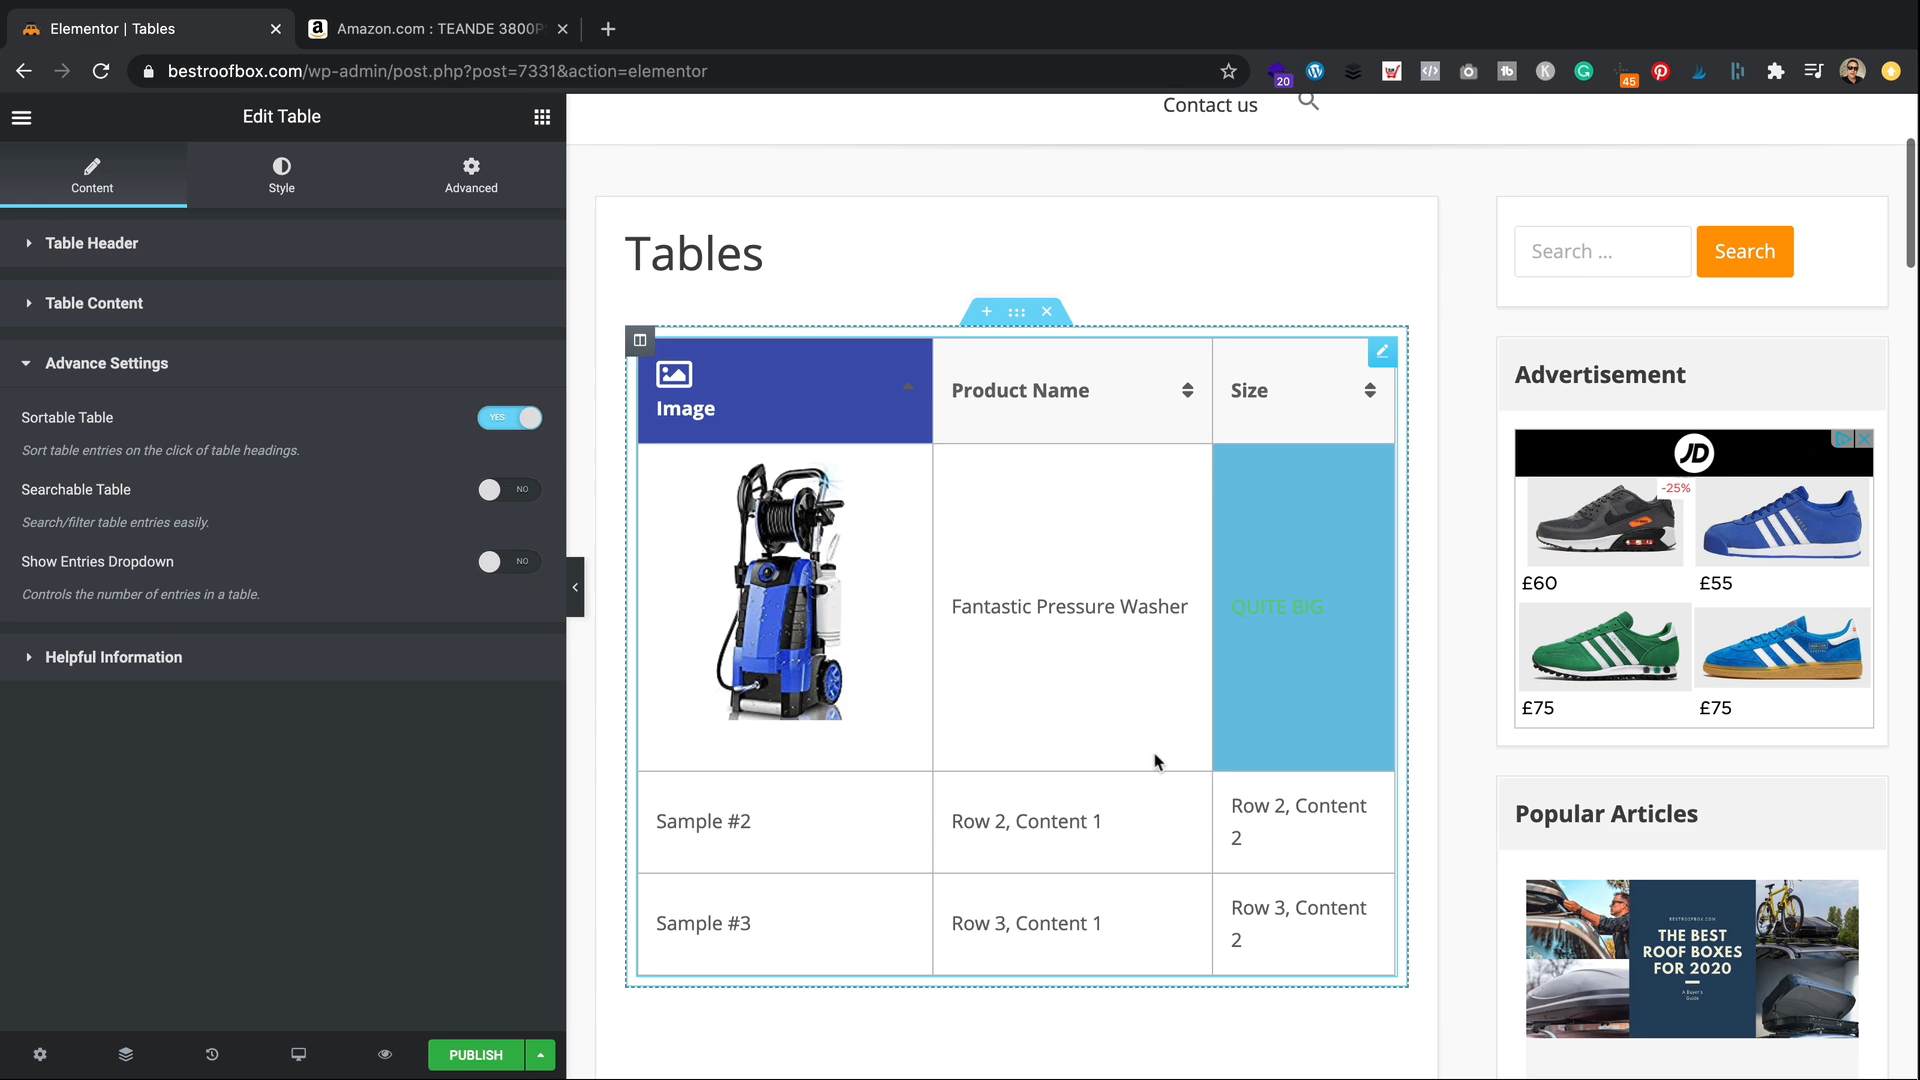 Elementor | Tables
Amazon.com : TEANDE 3800P
bestroofbox.com/wp-admin/post.php?post=7331&action=elementor
20
45
Edit Table
Content
Style
Advanced
Table Header
Table Content
Advance Settings
Sortable Table
YES
Sort table entries on the click of table headings.
Searchable Table
NO
Search/filter table entries easily.
Show Entries Dropdown
NO
Controls the number of entries in a table.
Helpful Information
PUBLISH
Contact us
Tables
Image
Product Name
Size
Fantastic Pressure Washer
QUITE BIG
Sample #2
Row 2, Content 1
Row 2, Content
2
Sample #3
Row 3, Content 1
Row 3, Content
2
Search ...
Search
Advertisement
JD
-25%
£60
£55
£75
£75
Popular Articles
BESTROOFBOX.COM
THE BEST
ROOF BOXES
FOR 2020
A Buyer's
Guide